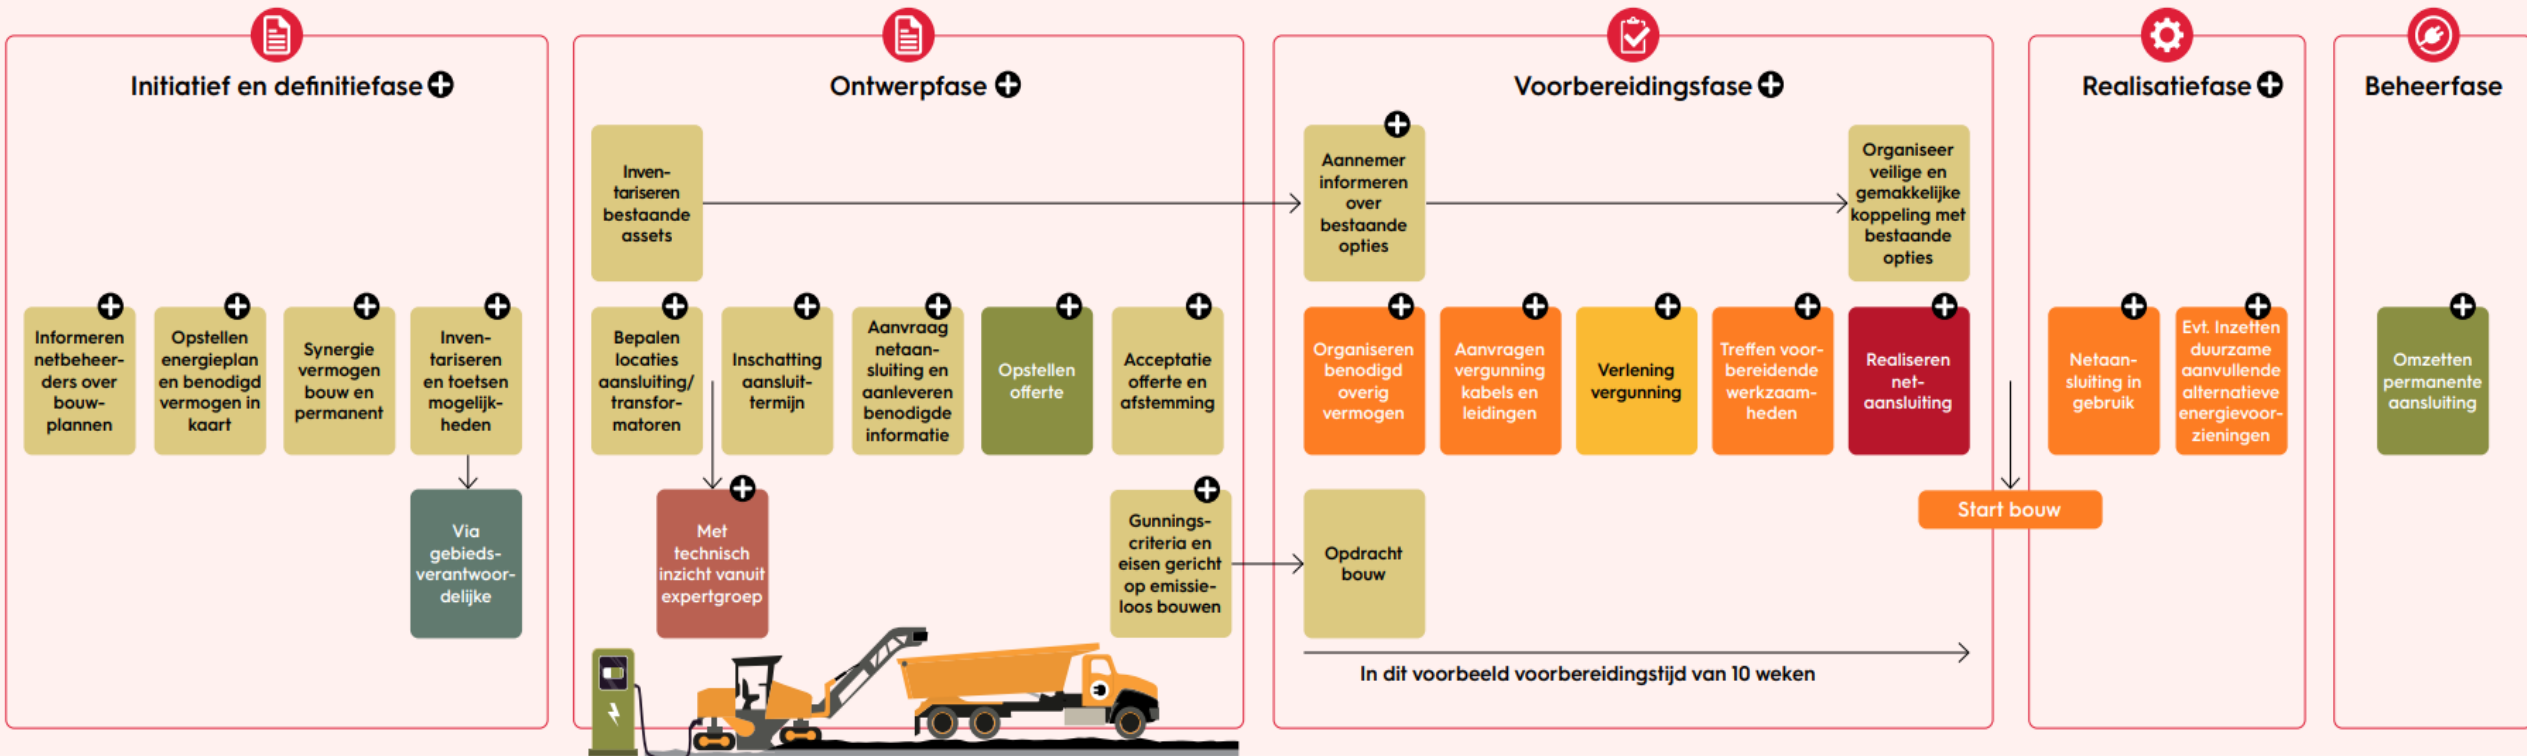 Initiatief en definitiefase
Informeren
netbeheer-
ders over
bouw-
plannen
Opstellen
energieplan
en benodigd
vermogen in
kaart
Synergie
vermogen
bouw en
permanent
Inven-
tariseren
en toetsen
mogelijk-
heden
Via
gebieds-
verantwoor-
delijke
Ontwerpfase
Inven-
tariseren
bestaande
assets
Bepalen
locaties
aansluiting/
transfor-
matoren
Inschatting
aansluit-
termijn
Aanvraag
netaan-
sluiting en
aanleveren
benodigde
informatie
Opstellen
offerte
Acceptatie
offerte en
afstemming
Met
technisch
inzicht vanuit
expertgroep
Gunnings-
criteria en
eisen gericht
op emissie-
loos bouwen
Voorbereidingsfase
Aannemer
informeren
over
bestaande
opties
Organiseer
veilige en
gemakkelijke
koppeling met
bestaande
opties
Organiseren
benodigd
overig
vermogen
Aanvragen
vergunning
kabels en
leidingen
Verlening
vergunning
Treffen voor-
bereidende
werkzaam-
heden
Realiseren
net-
aansluiting
Opdracht
bouw
In dit voorbeeld voorbereidingstijd van 10 weken
Start bouw
Realisatiefase
Netaan-
sluiting in
gebruik
Evt. Inzetten
duurzame
aanvullende
alternatieve
energievoor-
zieningen
Beheerfase
Omzetten
permanente
aansluiting